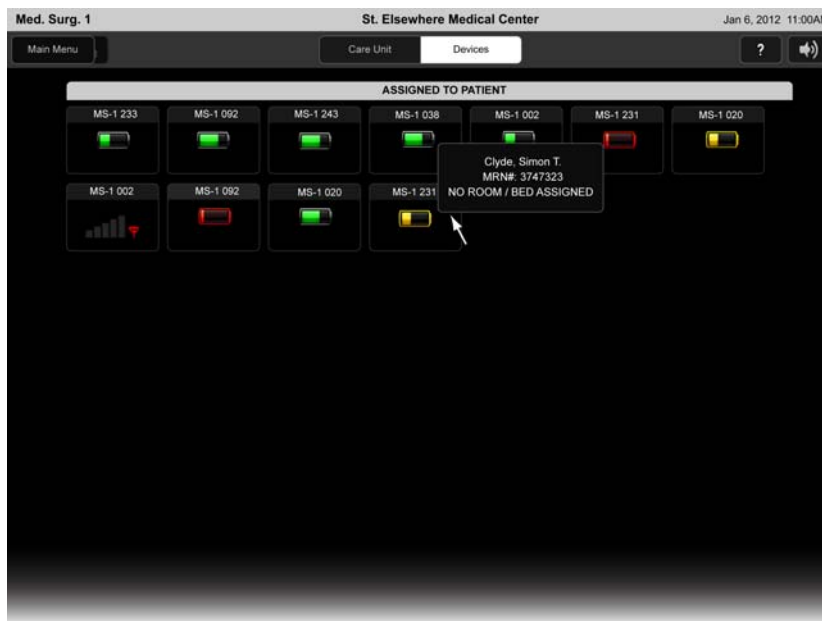 Med. Surg. 1 St. Elsewhere Medical Center Jan 6, 2012 11:00AM
Main Menu Care Unit Devices ?
ASSIGNED TO PATIENT
MS-1 233 MS-1 092 MS-1 243 MS-1 038 MS-1 002 MS-1 231 MS-1 020
Clyde, Simon T.
MRN#: 3747323
NO ROOM / BED ASSIGNED
MS-1 002 MS-1 092 MS-1 020 MS-1 231